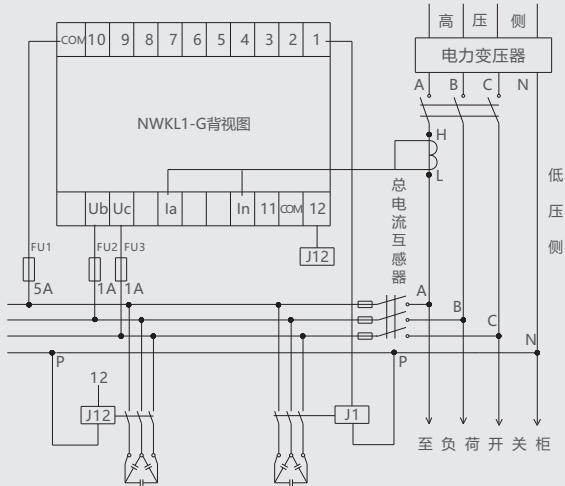 高压侧
电力变压器
COM 10 9 8 7 6 5 4 3 2 1
A B C N
NWKL1-G背视图
H
L
Ub Uc Ia In 11 COM 12
J12
总电流互感器
低压侧
FU1 FU2 FU3
5A 1A 1A
A
B
C
N
P P
12
J12 J1
至负荷开关柜